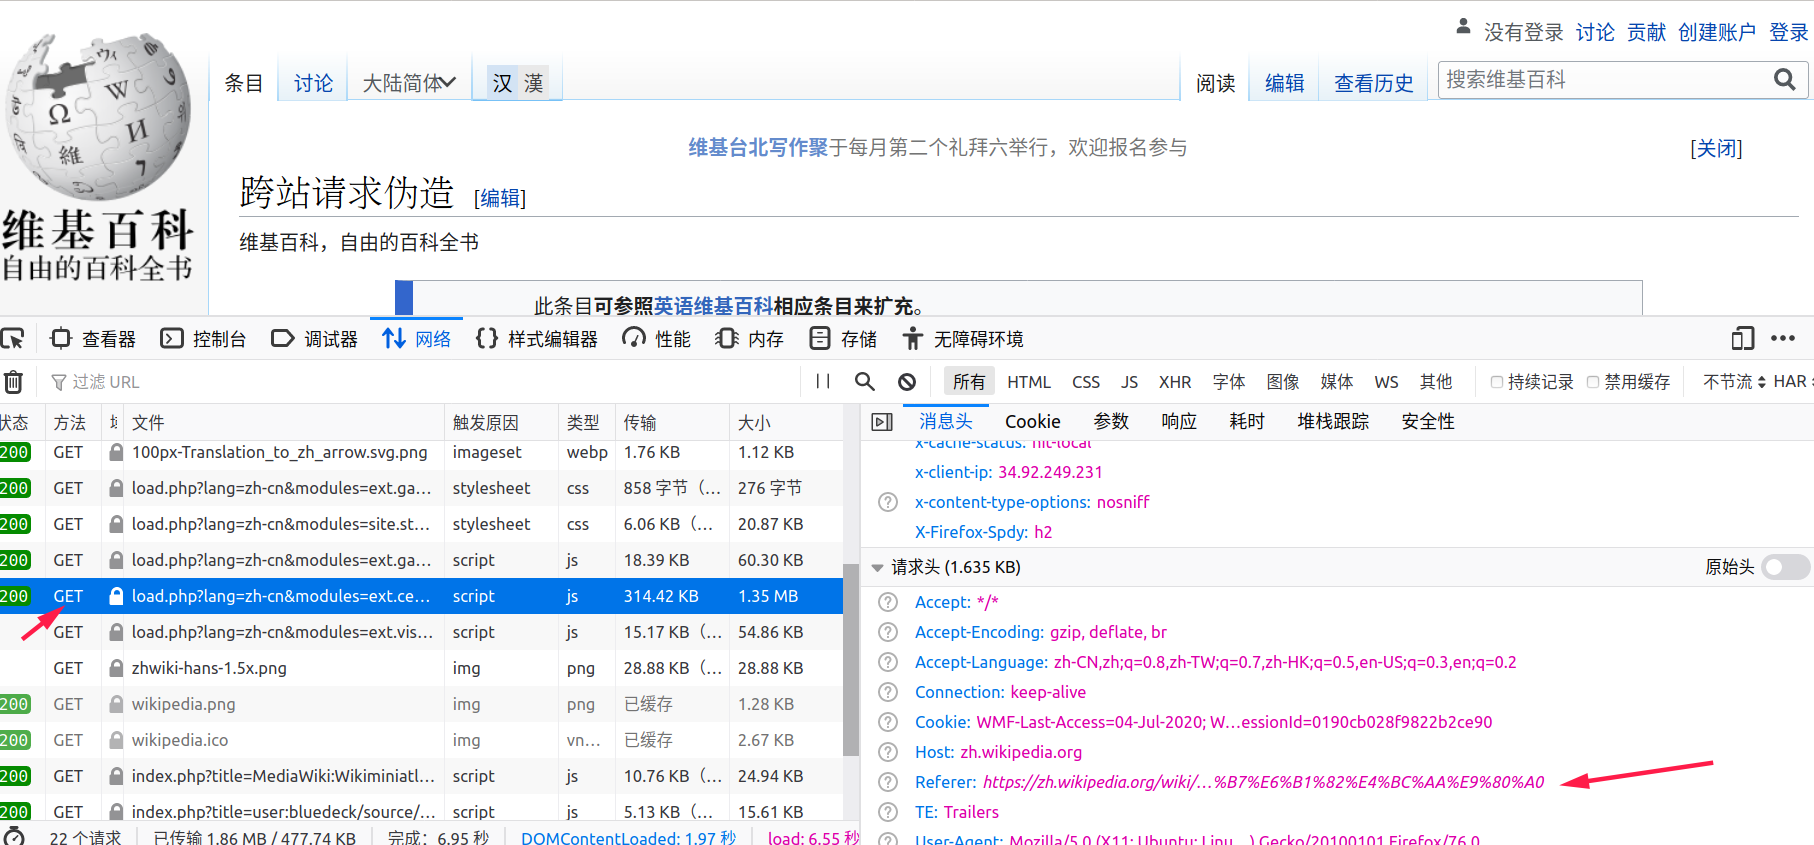 没有登录 讨论 贡献 创建账户 登录
条目 讨论 大陆简体 汉 漢 阅读 编辑 查看历史 搜索维基百科
维基台北写作聚于每月第二个礼拜六举行，欢迎报名参与 [关闭]
跨站请求伪造 [编辑]
维基百科
自由的百科全书
维基百科，自由的百科全书
此条目可参照英语维基百科相应条目来扩充。
查看器 控制台 调试器 网络 {} 样式编辑器 性能 内存 存储 无障碍环境
过滤 URL 所有 HTML CSS JS XHR 字体 图像 媒体 WS 其他 持续记录 禁用缓存 不节流 HAR
状态 方法 文件 触发原因 类型 传输 大小
200 GET 100px-Translation_to_zh_arrow.svg.png imageset webp 1.76 KB 1.12 KB
200 GET load.php?lang=zh-cn&modules=ext.ga… stylesheet css 858 字节（… 276 字节
200 GET load.php?lang=zh-cn&modules=site.st… stylesheet css 6.06 KB（… 20.87 KB
200 GET load.php?lang=zh-cn&modules=ext.ga… script js 18.39 KB 60.30 KB
200 GET load.php?lang=zh-cn&modules=ext.ce… script js 314.42 KB 1.35 MB
GET load.php?lang=zh-cn&modules=ext.vis… script js 15.17 KB（… 54.86 KB
GET zhwiki-hans-1.5x.png img png 28.88 KB（… 28.88 KB
200 GET wikipedia.png img png 已缓存 1.28 KB
200 GET wikipedia.ico img vn… 已缓存 2.67 KB
200 GET index.php?title=MediaWiki:Wikiminiatl… script js 10.76 KB（… 24.94 KB
200 GET index.php?title=user:bluedeck/source/… script js 5.13 KB（… 15.61 KB
22 个请求 已传输 1.86 MB / 477.74 KB 完成：6.95 秒 DOMContentLoaded: 1.97 秒 load: 6.55 秒
消息头 Cookie 参数 响应 耗时 堆栈跟踪 安全性
x-cache-status: hit-local
x-client-ip: 34.92.249.231
x-content-type-options: nosniff
X-Firefox-Spdy: h2
请求头 (1.635 KB) 原始头
Accept: */*
Accept-Encoding: gzip, deflate, br
Accept-Language: zh-CN,zh;q=0.8,zh-TW;q=0.7,zh-HK;q=0.5,en-US;q=0.3,en;q=0.2
Connection: keep-alive
Cookie: WMF-Last-Access=04-Jul-2020; W…essionId=0190cb028f9822b2ce90
Host: zh.wikipedia.org
Referer: https://zh.wikipedia.org/wiki/…%B7%E6%B1%82%E4%BC%AA%E9%80%A0
TE: Trailers
User-Agent: Mozilla/5.0 (X11; Ubuntu; Linu…) Gecko/20100101 Firefox/76.0